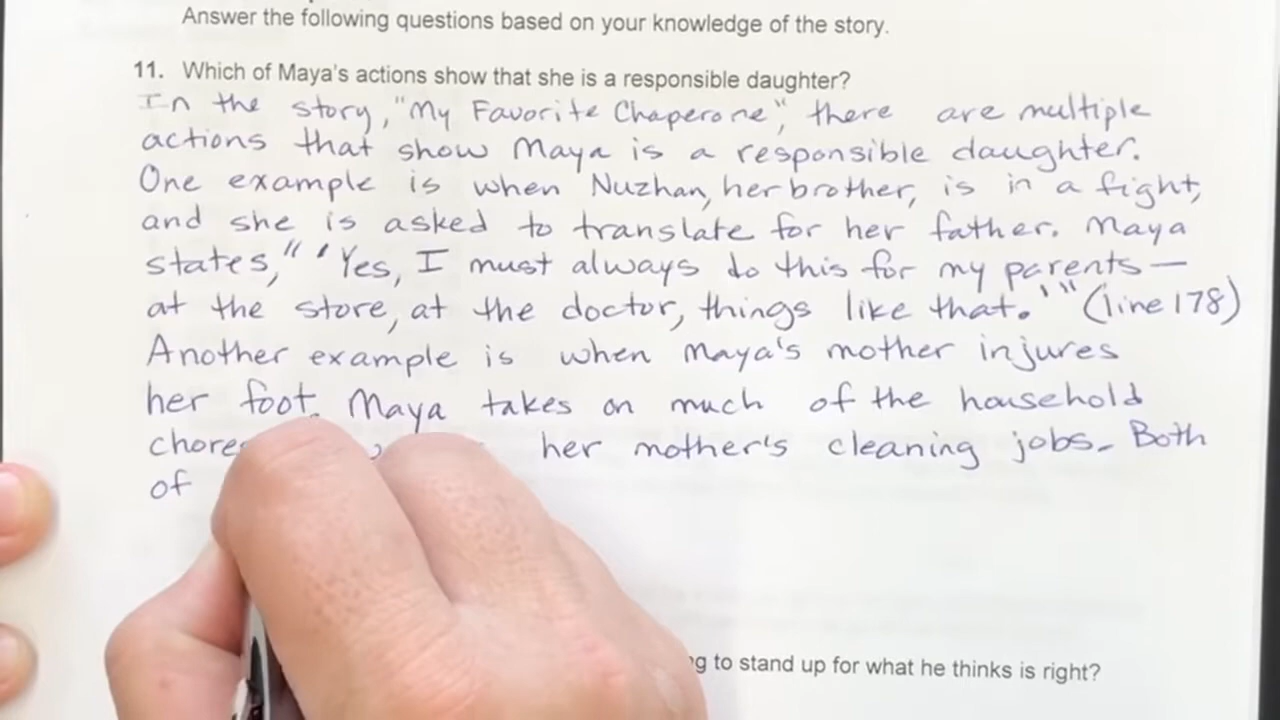 Answer the following questions based on your knowledge of the story.
11. Which of Maya's actions show that she is a responsible daughter?
In the story, "My Favorite Chaperone", there are multiple
actions that show Maya is a responsible daughter.
One example is when Nuzhan, her brother, is in a fight,
and she is asked to translate for her father. Maya
states, "'Yes, I must always do this for my parents—
at the store, at the doctor, things like that.'" (line 178)
Another example is when Maya's mother injures
her foot. Maya takes on much of the household
her mother's cleaning jobs. Both
of
to stand up for what he thinks is right?